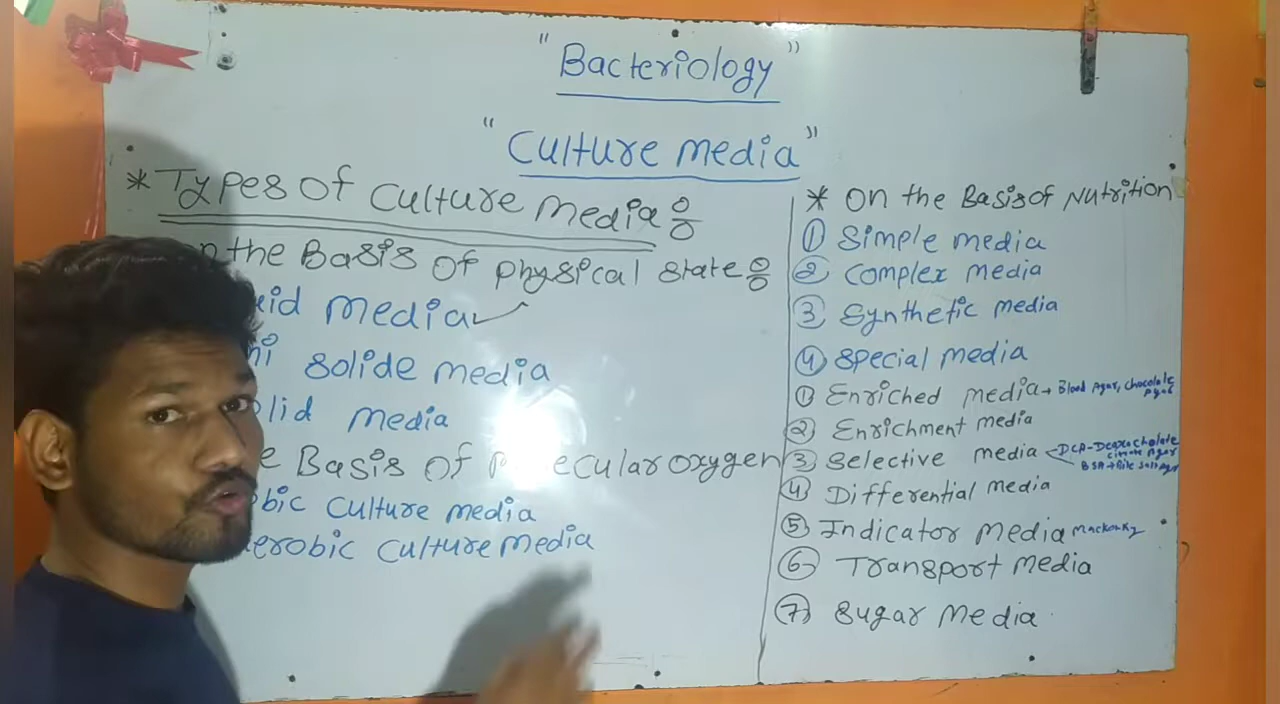 "Bacteriology"
"Culture Media"
* Types of Culture Media :
the Basis of Physical State :
Media ✓
Solide Media
Media
Basis of ecular oxygen
Culture Media
Culture Media
* On the Basis of Nutrition
① Simple media
② Complex Media
③ Synthetic Media
④ Special Media
① Enriched Media → Blood Agar, Chocolate Agar
② Enrichment Media
③ Selective Media
④ Differential Media
⑤ Indicator Media
⑥ Transport Media
⑦ Sugar Media